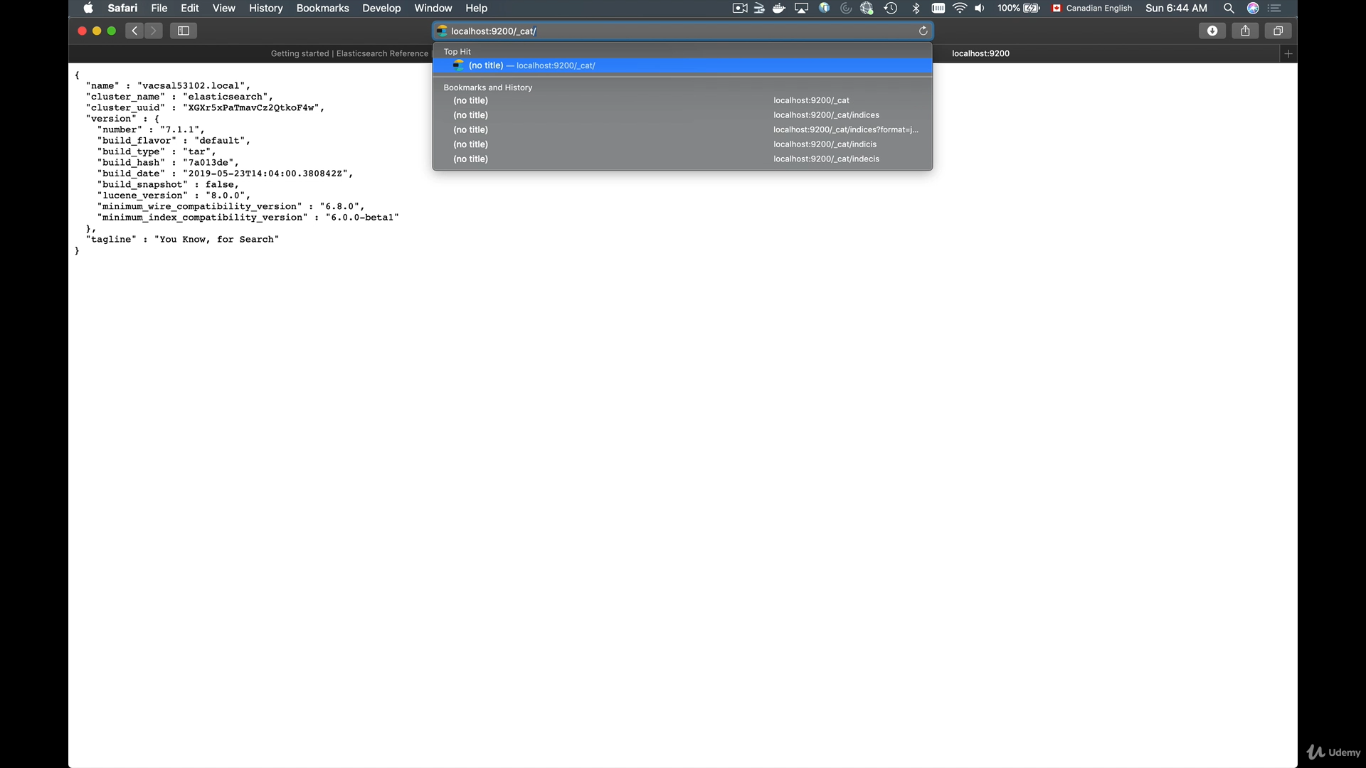 Safari File Edit View History Bookmarks Develop Window Help 100% Canadian English Sun 6:44 AM
localhost:9200/_cat/
Getting started | Elasticsearch Reference
localhost:9200
Top Hit
(no title) — localhost:9200/_cat/
Bookmarks and History
(no title) localhost:9200/_cat
(no title) localhost:9200/_cat/indices
(no title) localhost:9200/_cat/indices?format=j...
(no title) localhost:9200/_cat/indicis
(no title) localhost:9200/_cat/indecis
{
"name" : "vacsal53102.local",
"cluster_name" : "elasticsearch",
"cluster_uuid" : "XGXr5xPaTmavCz2QtkoF4w",
"version" : {
"number" : "7.1.1",
"build_flavor" : "default",
"build_type" : "tar",
"build_hash" : "7a013de",
"build_date" : "2019-05-23T14:04:00.380842Z",
"build_snapshot" : false,
"lucene_version" : "8.0.0",
"minimum_wire_compatibility_version" : "6.8.0",
"minimum_index_compatibility_version" : "6.0.0-beta1"
},
"tagline" : "You Know, for Search"
}
Udemy